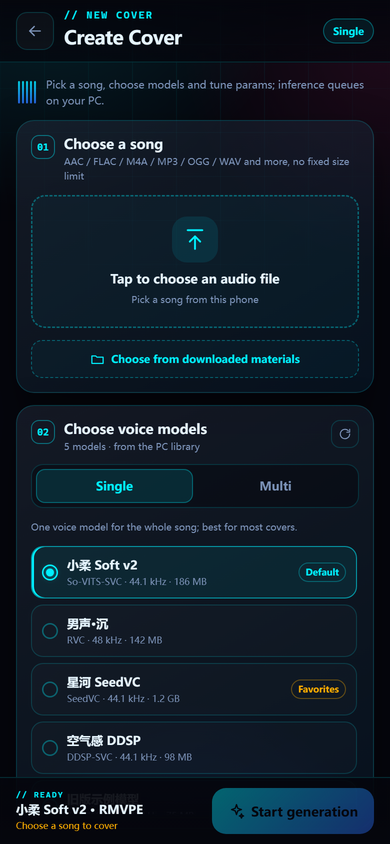 // NEW COVER
Create Cover
Single
Pick a song, choose models and tune params; inference queues
on your PC.
01
Choose a song
AAC / FLAC / M4A / MP3 / OGG / WAV and more, no fixed size
limit
Tap to choose an audio file
Pick a song from this phone
Choose from downloaded materials
02
Choose voice models
5 models · from the PC library
Single
Multi
One voice model for the whole song; best for most covers.
小柔 Soft v2
So-VITS-SVC · 44.1 kHz · 186 MB
Default
男声·沉
RVC · 48 kHz · 142 MB
星河 SeedVC
SeedVC · 44.1 kHz · 1.2 GB
Favorites
空气感 DDSP
DDSP-SVC · 44.1 kHz · 98 MB
// READY
小柔 Soft v2 • RMVPE
Choose a song to cover
Start generation